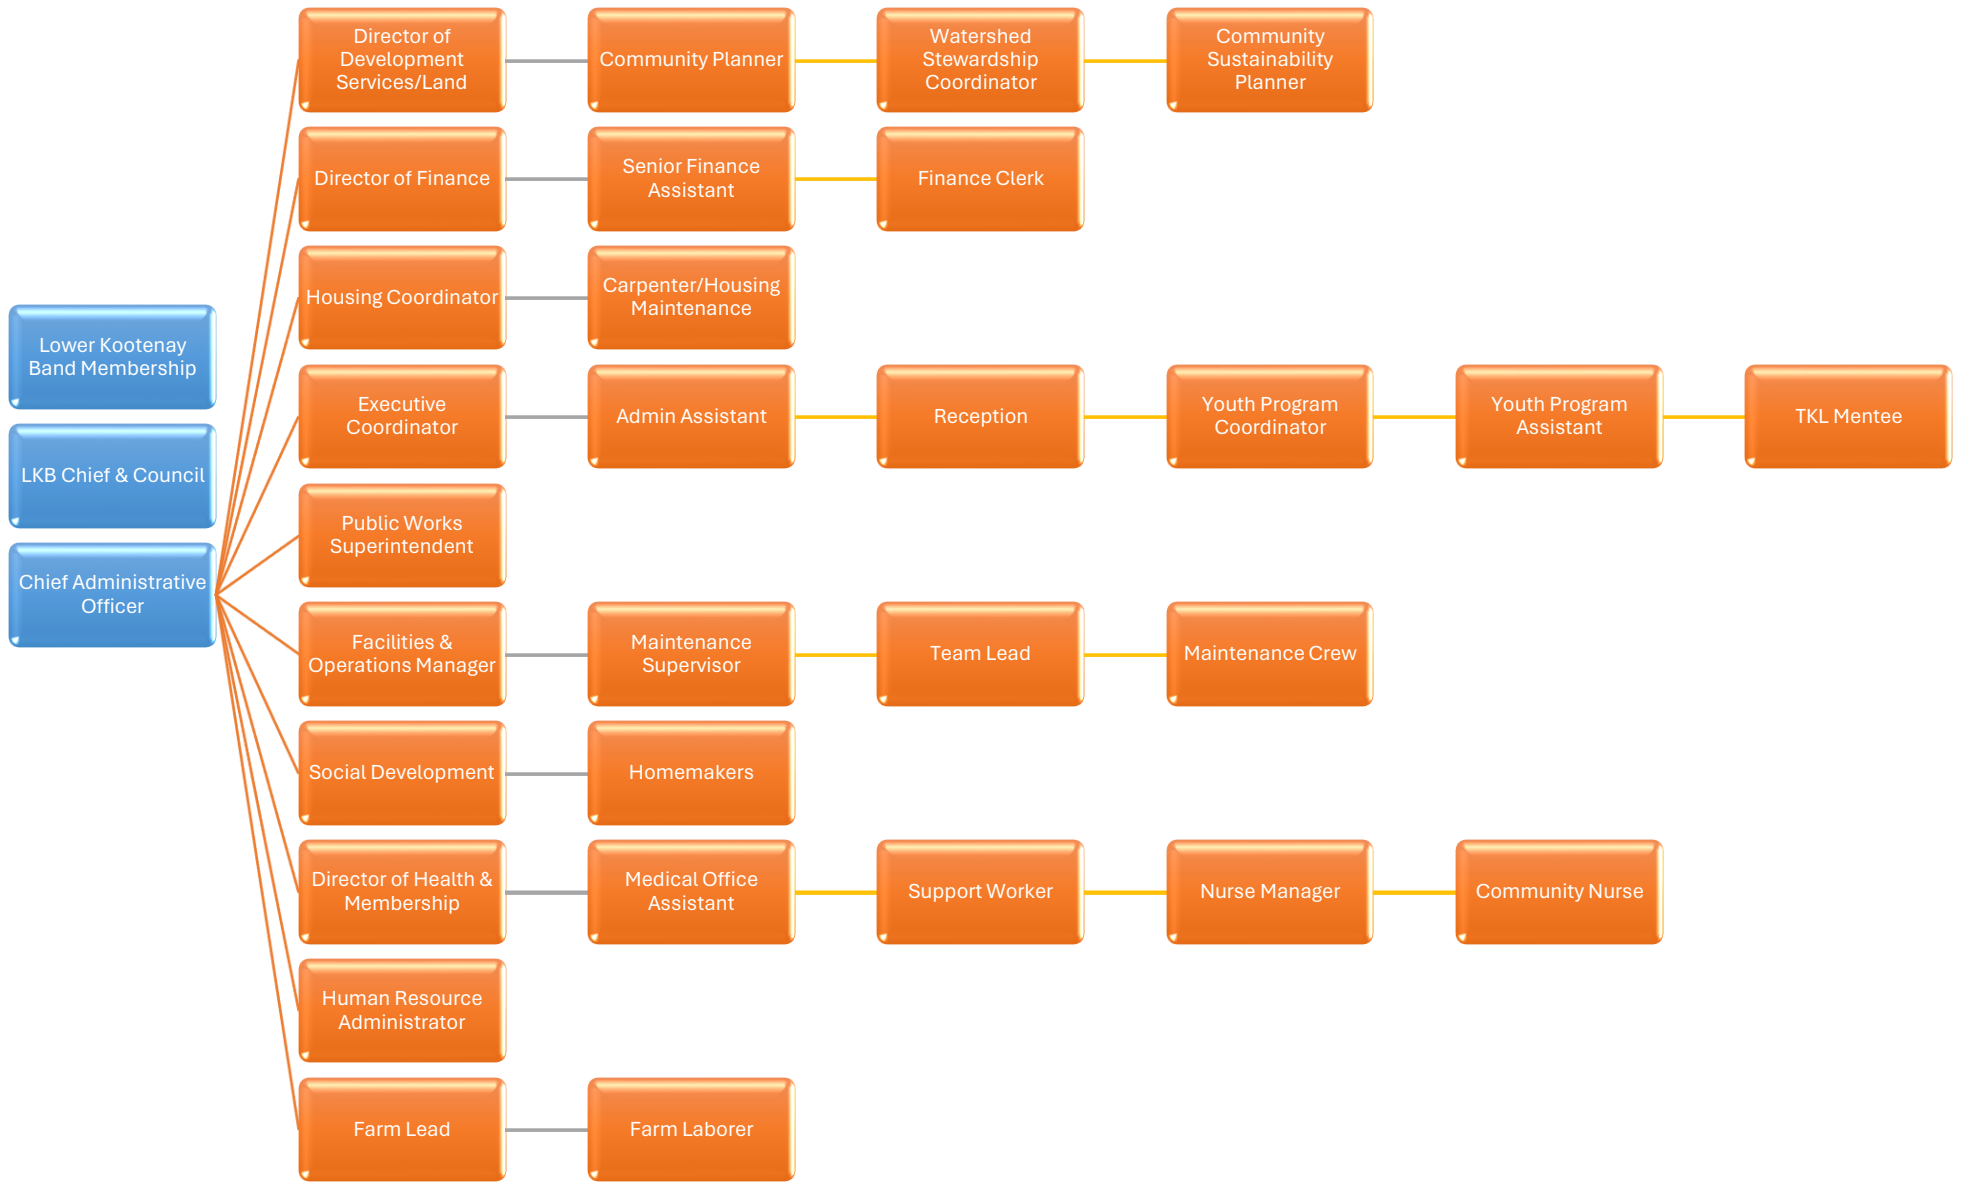 Director of
Development
Services/Land
Community Planner
Watershed
Stewardship
Coordinator
Community
Sustainability
Planner
Director of Finance
Senior Finance
Assistant
Finance Clerk
Housing Coordinator
Carpenter/Housing
Maintenance
Lower Kootenay
Band Membership
Executive
Coordinator
Admin Assistant
Reception
Youth Program
Coordinator
Youth Program
Assistant
TKL Mentee
LKB Chief & Council
Public Works
Superintendent
Chief Administrative
Officer
Facilities &
Operations Manager
Maintenance
Supervisor
Team Lead
Maintenance Crew
Social Development
Homemakers
Director of Health &
Membership
Medical Office
Assistant
Support Worker
Nurse Manager
Community Nurse
Human Resource
Administrator
Farm Lead
Farm Laborer